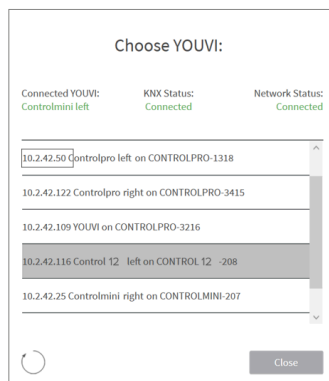 Choose YOUVI:
Connected YOUVI: KNX Status: Network Status:
Controlmini left Connected Connected
10.2.42.50 Controlpro left on CONTROLPRO-1318
10.2.42.122 Controlpro right on CONTROLPRO-3415
10.2.42.109 YOUVI on CONTROLPRO-3216
10.2.42.116 Control 12 left on CONTROL 12 -208
10.2.42.25 Controlmini right on CONTROLMINI-207
Close